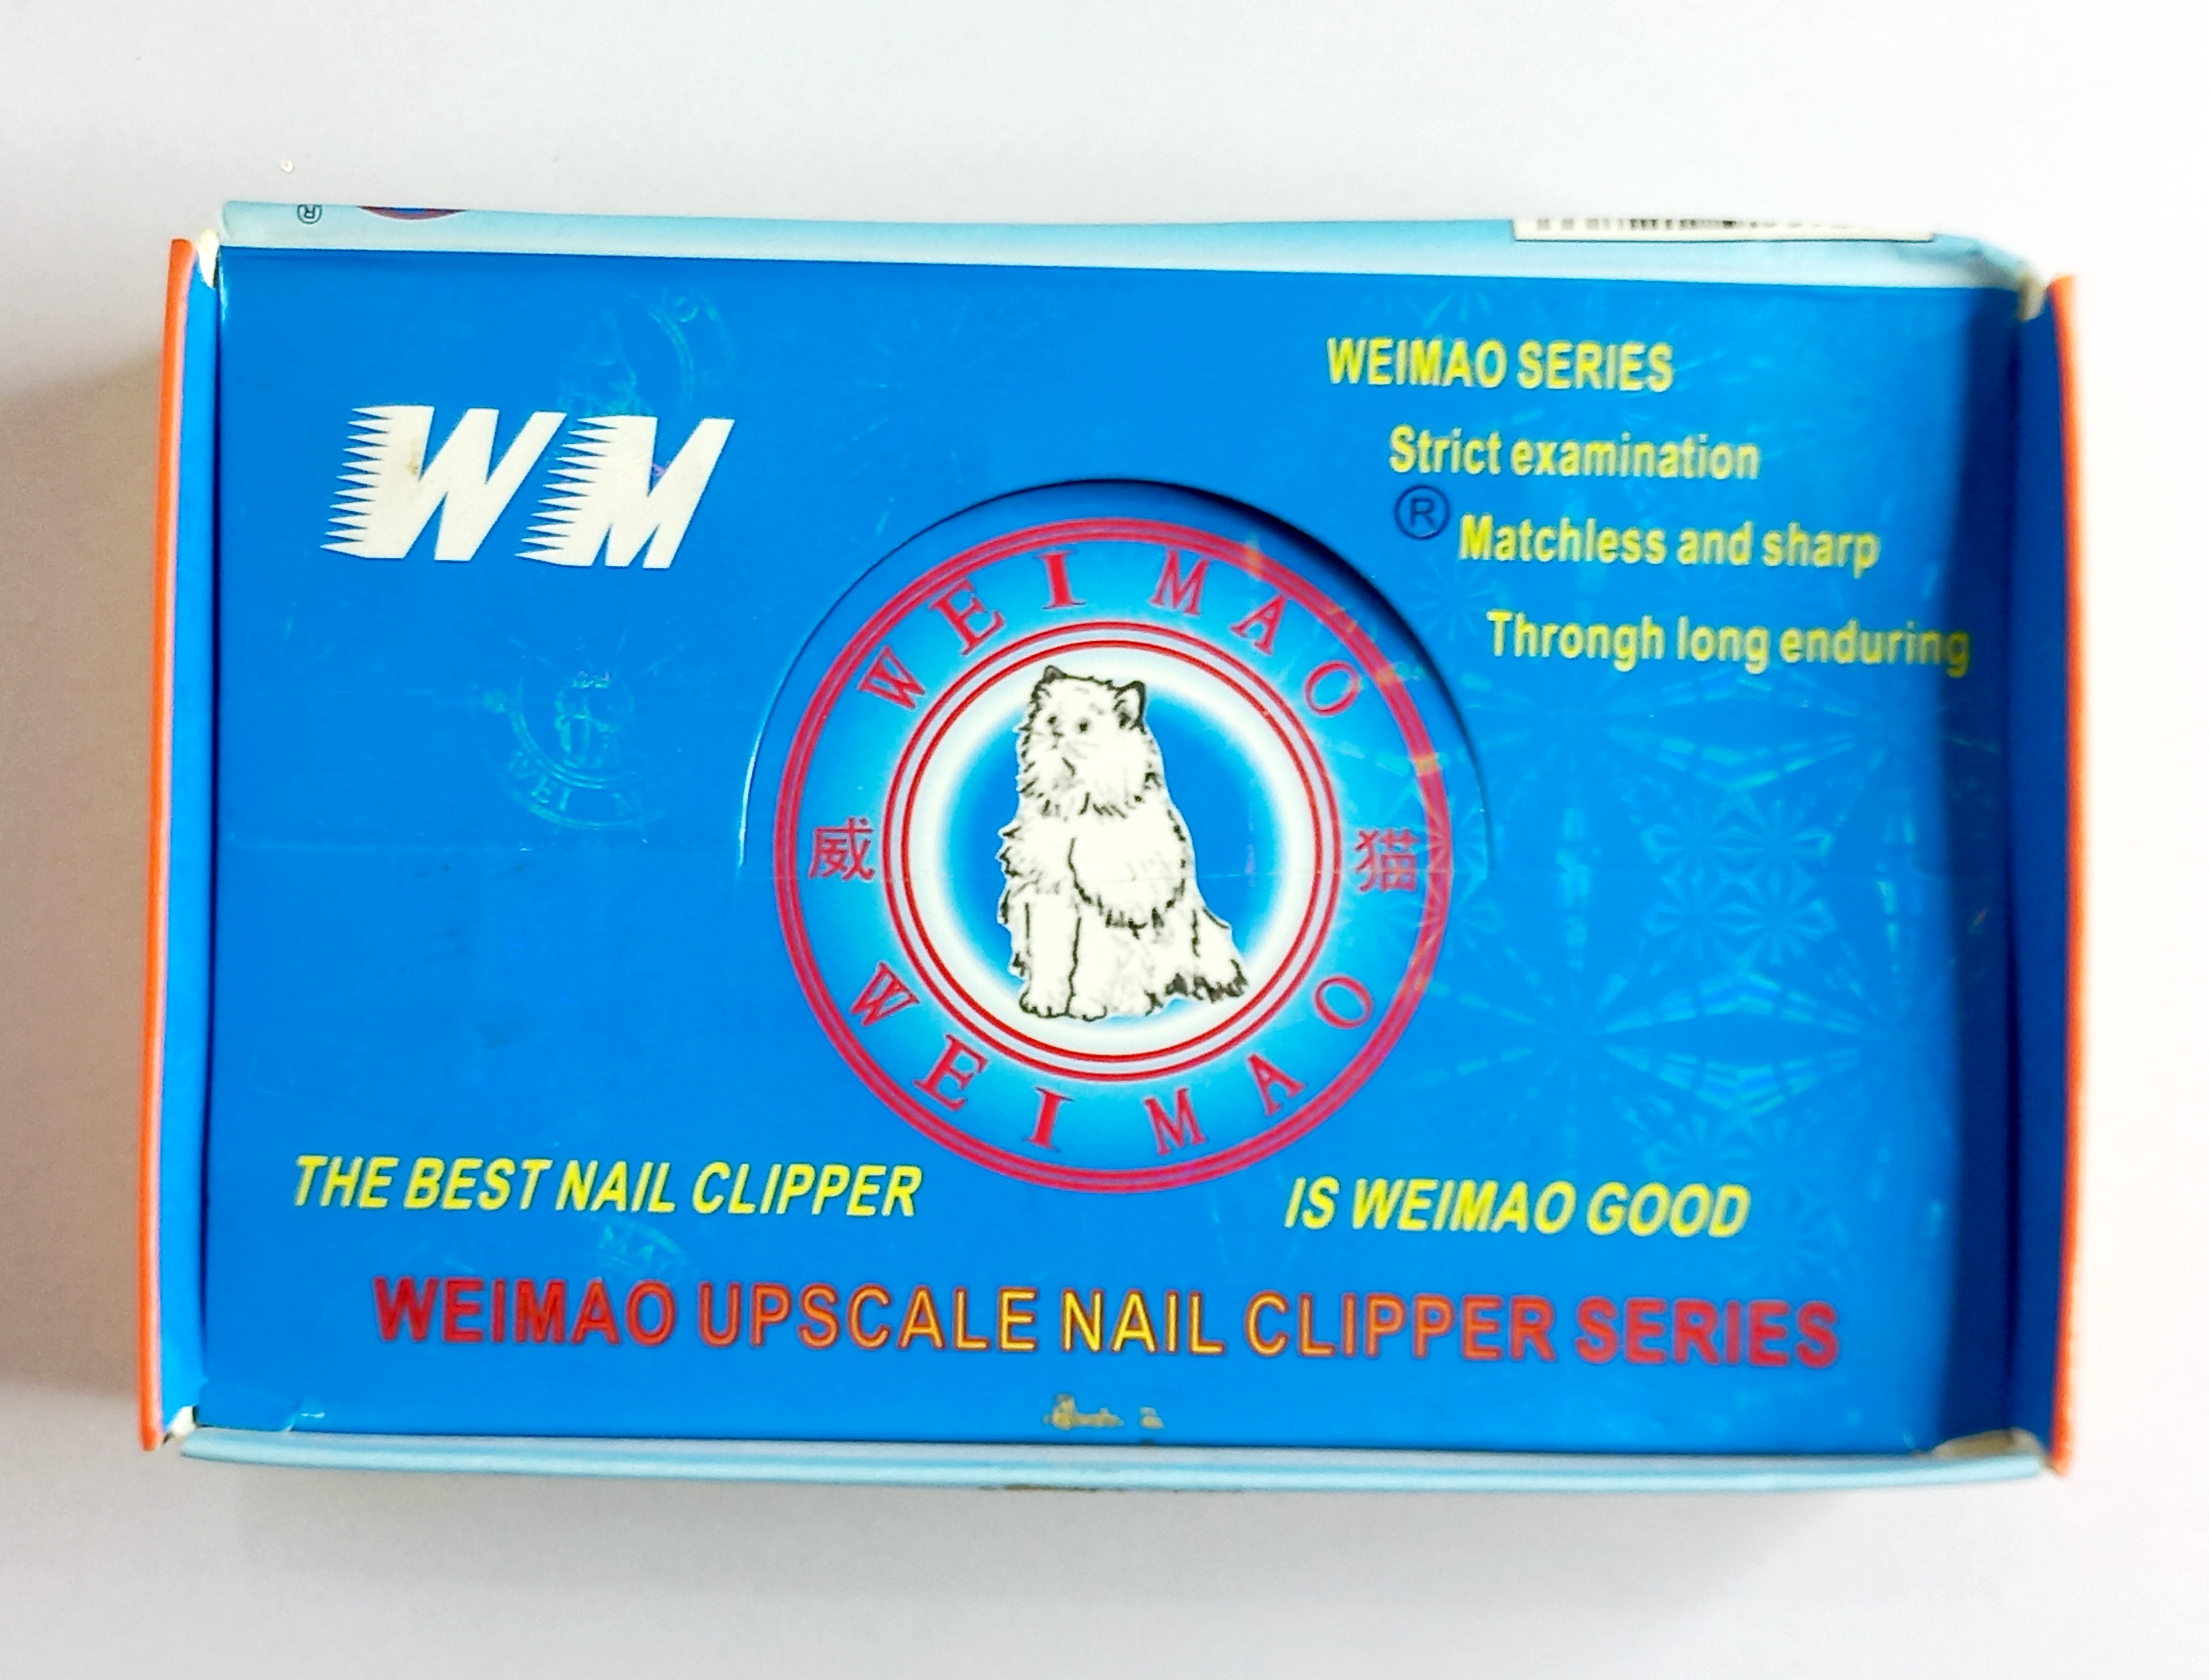 ®
WM
WEIMAO SERIES
Strict examination
®
Matchless and sharp
Throngh long enduring
WEIMAO
威 猫
WEIMAO
WEI M
THE BEST NAIL CLIPPER
IS WEIMAO GOOD
WEIMAO UPSCALE NAIL CLIPPER SERIES